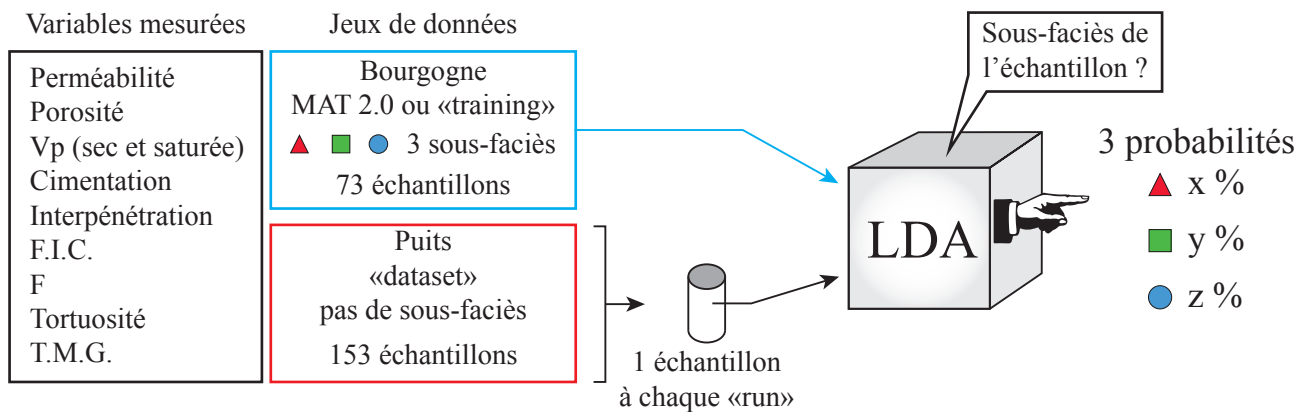 Variables mesurées
Perméabilité
Porosité
Vp (sec et saturée)
Cimentation
Interpénétration
F.I.C.
F
Tortuosité
T.M.G.
Jeux de données
Bourgogne
MAT 2.0 ou «training»
3 sous-faciès
73 échantillons
Puits
«dataset»
pas de sous-faciès
153 échantillons
1 échantillon
à chaque «run»
Sous-faciès de
l’échantillon ?
LDA
3 probabilités
x %
y %
z %